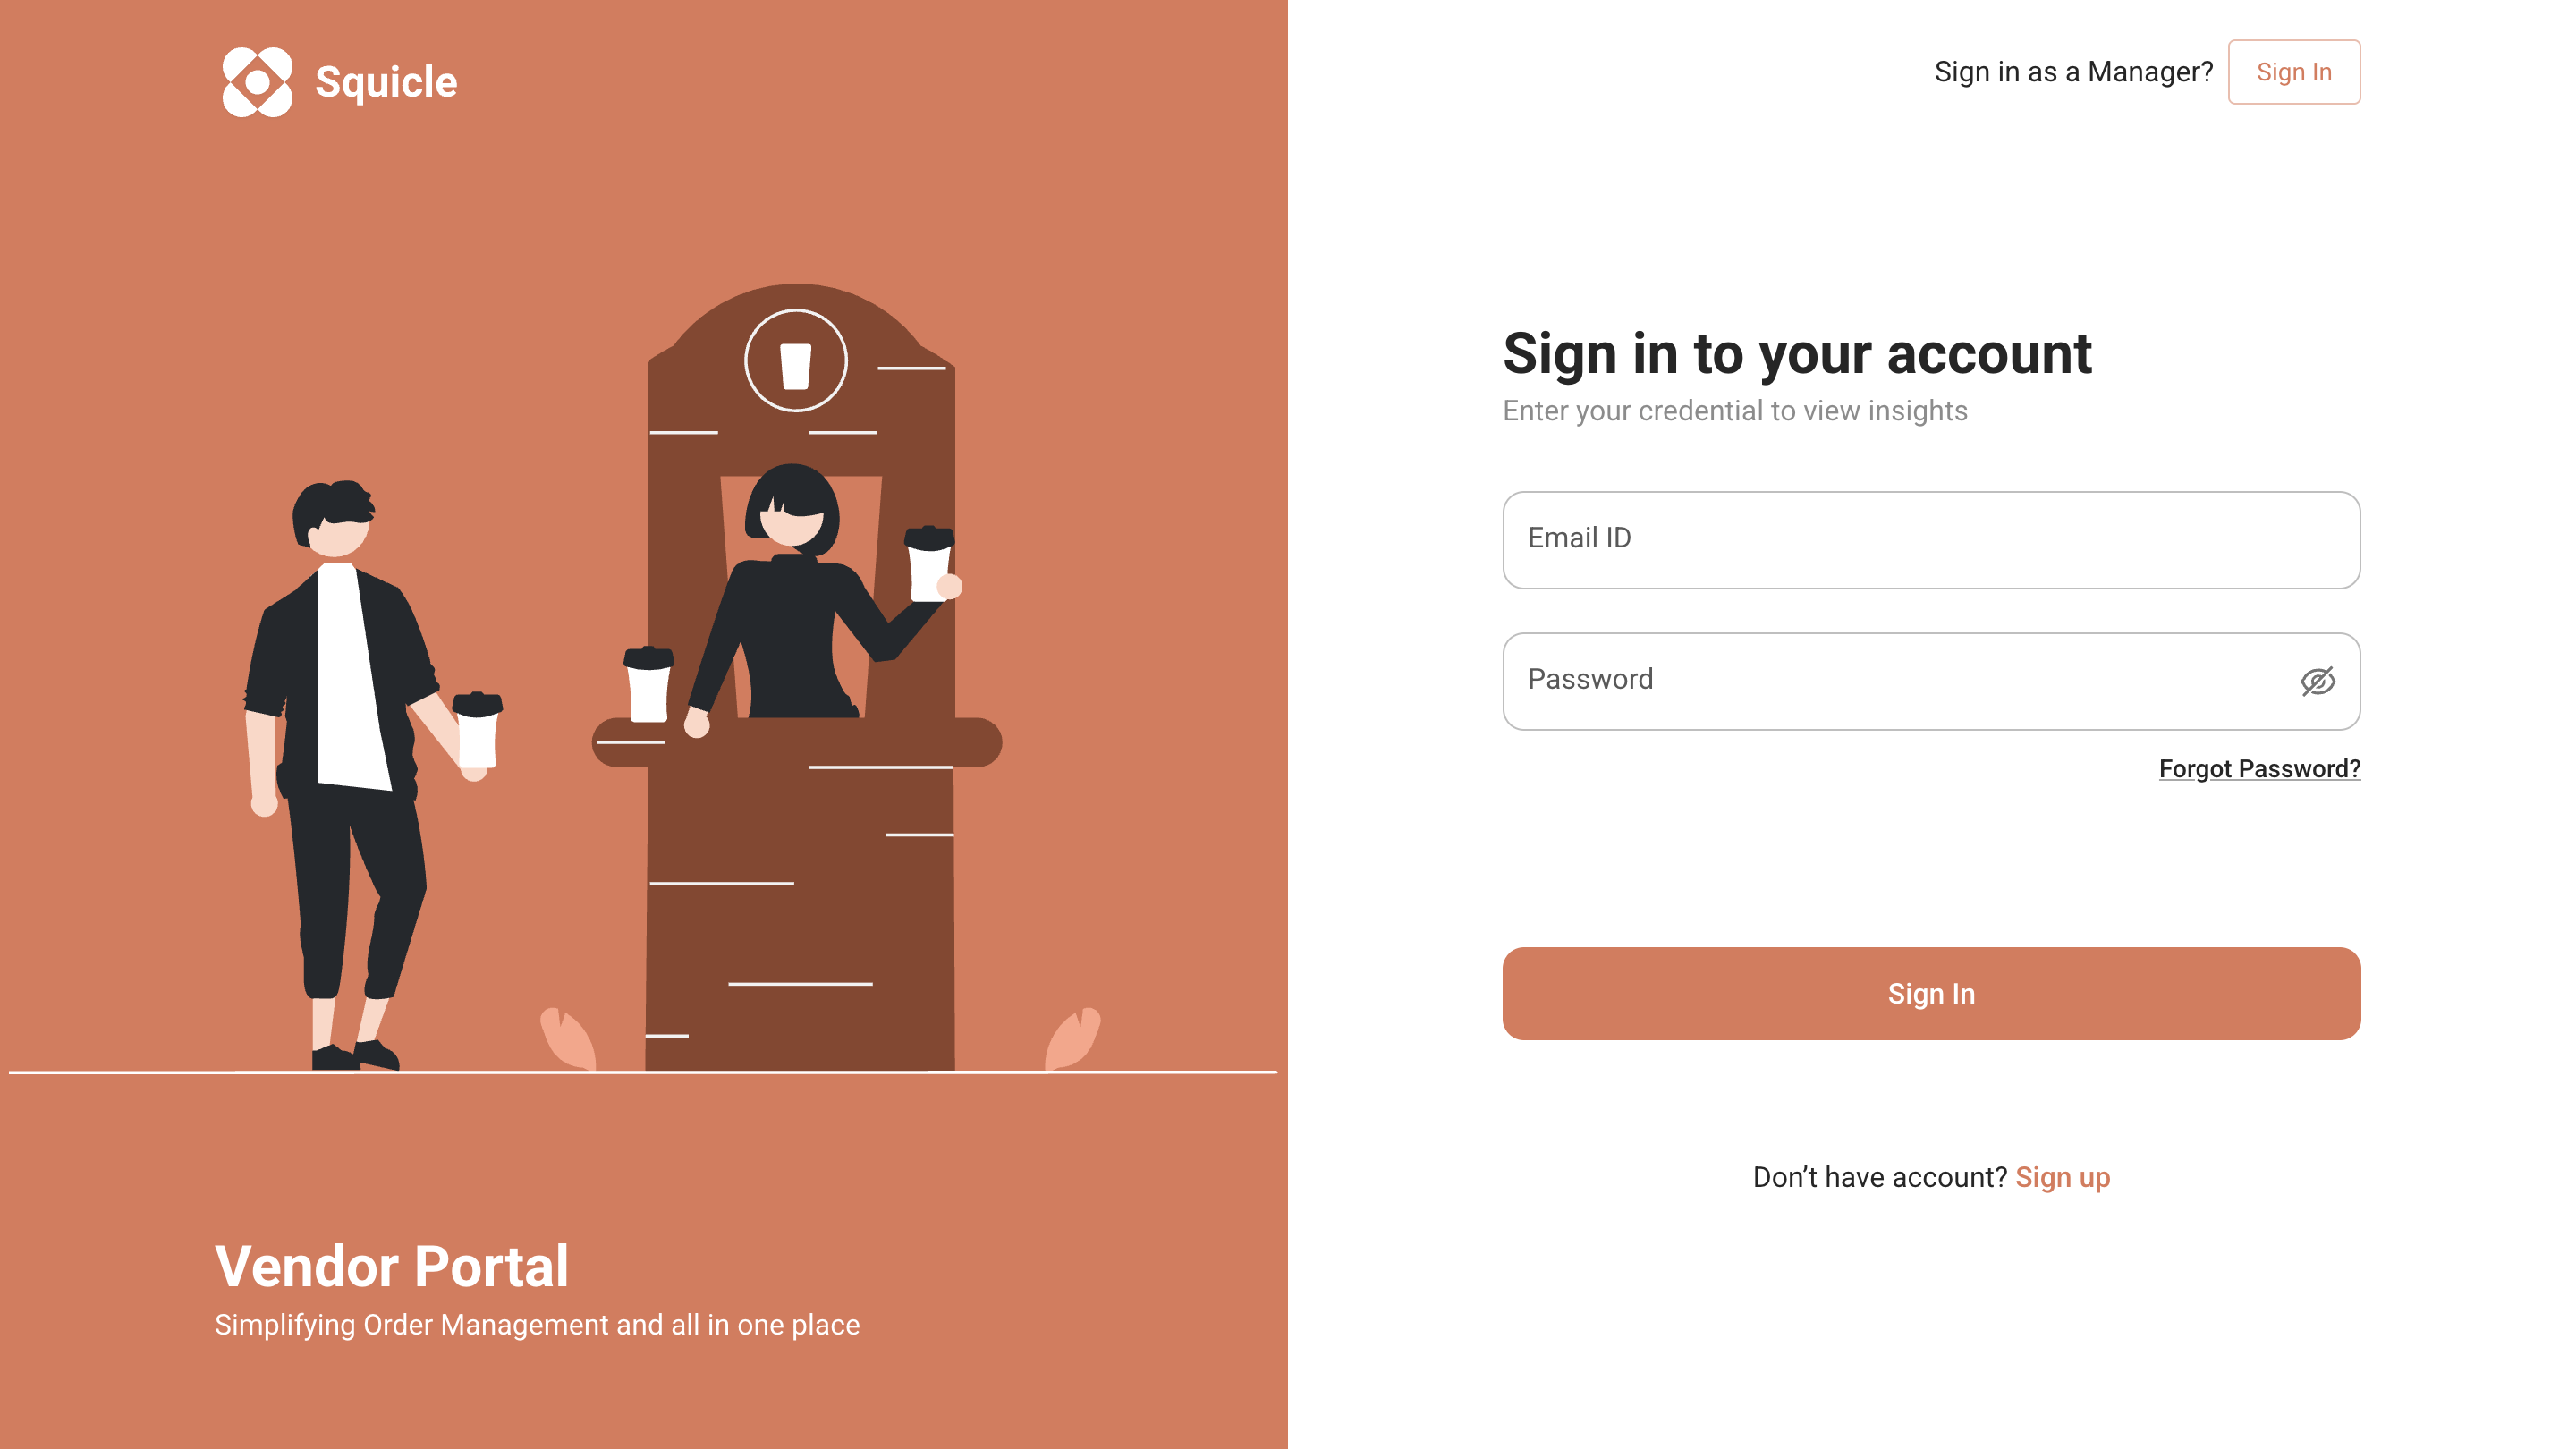 Squicle
Vendor Portal
Simplifying Order Management and all in one place
Sign in as a Manager? Sign In
Sign in to your account
Enter your credential to view insights
Email ID
Password
Forgot Password?
Sign In
Don’t have account? Sign up